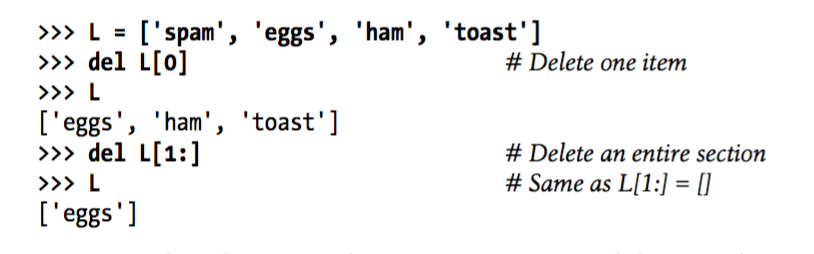 >>> L = ['spam', 'eggs', 'ham', 'toast']
>>> del L[0] # Delete one item
>>> L
['eggs', 'ham', 'toast']
>>> del L[1:] # Delete an entire section
>>> L # Same as L[1:] = []
['eggs']